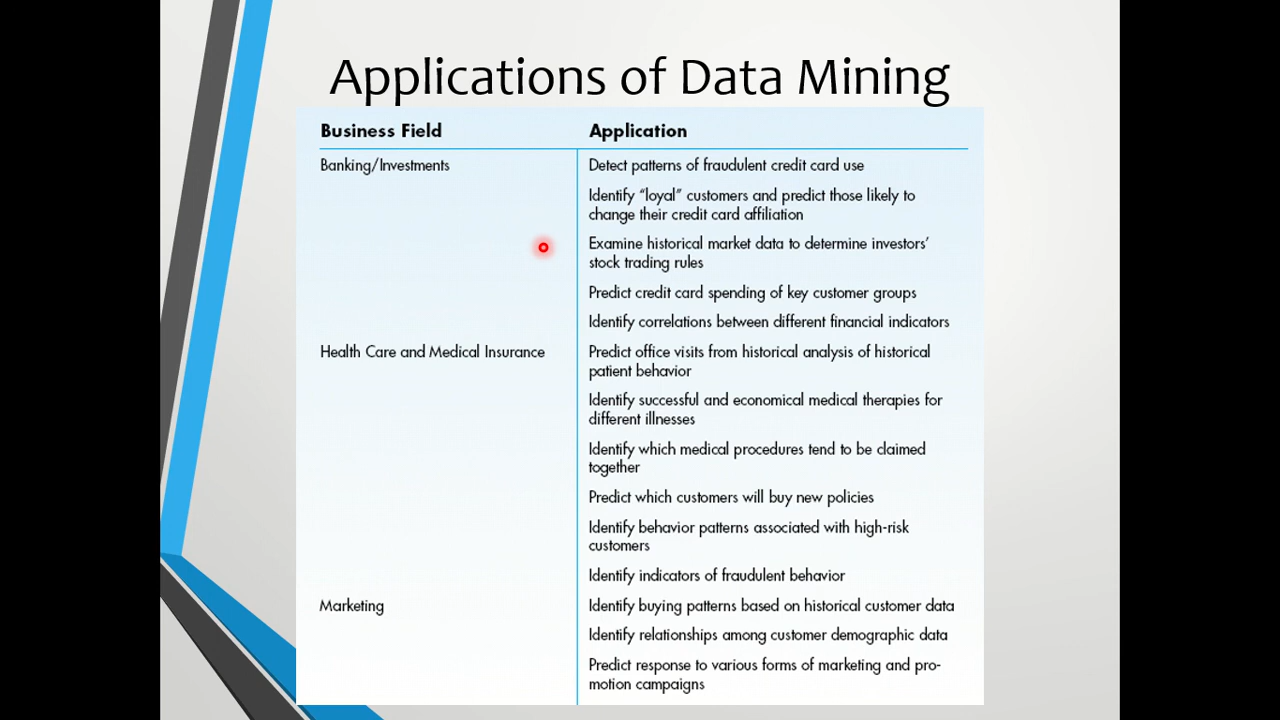 Applications of Data Mining
Business Field Application
Banking/Investments Detect patterns of fraudulent credit card use
Identify “loyal” customers and predict those likely to
change their credit card affiliation
Examine historical market data to determine investors’
stock trading rules
Predict credit card spending of key customer groups
Identify correlations between different financial indicators
Health Care and Medical Insurance Predict office visits from historical analysis of historical
patient behavior
Identify successful and economical medical therapies for
different illnesses
Identify which medical procedures tend to be claimed
together
Predict which customers will buy new policies
Identify behavior patterns associated with high-risk
customers
Identify indicators of fraudulent behavior
Marketing Identify buying patterns based on historical customer data
Identify relationships among customer demographic data
Predict response to various forms of marketing and pro-
motion campaigns